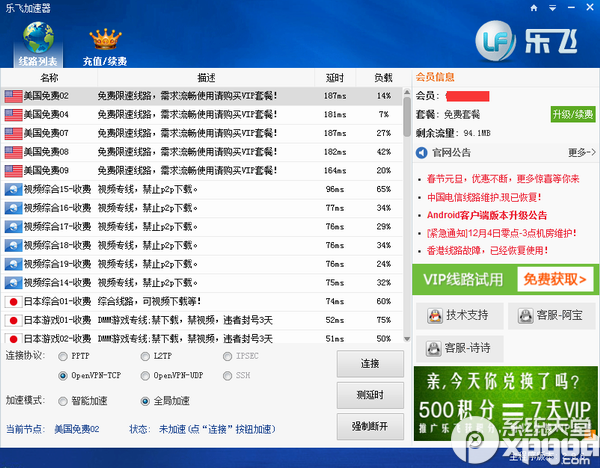 乐飞加速器
线路列表
充值/续费
LF 乐飞
名称 描述 延时 负载
美国免费02 免费限速线路，需求流畅使用请购买VIP套餐! 187ms 14%
美国免费04 免费限速线路，需求流畅使用请购买VIP套餐! 181ms 7%
美国免费07 免费限速线路，需求流畅使用请购买VIP套餐! 187ms 27%
美国免费08 免费限速线路，需求流畅使用请购买VIP套餐! 182ms 42%
美国免费09 免费限速线路，需求流畅使用请购买VIP套餐! 164ms 20%
视频综合15-收费 视频专线，禁止p2p下载。 96ms 65%
视频综合16-收费 视频专线，禁止p2p下载。 77ms 34%
视频综合17-收费 视频专线，禁止p2p下载。 76ms 29%
视频综合18-收费 视频专线，禁止p2p下载。 76ms 34%
视频综合19-收费 视频专线，禁止p2p下载。 76ms 24%
视频综合14-收费 视频专线，禁止p2p下载。 75ms 32%
日本综合01-收费 综合线路，可视频下载等! 74ms 60%
日本游戏01-收费 DMM游戏专线;禁下载，禁视频，违者封号3天 52ms 75%
日本游戏02-收费 DMM游戏专线;禁下载，禁视频，违者封号3天 51ms 50%
连接协议: PPTP L2TP IPSEC
OpenVPN-TCP OpenVPN-UDP SSH
加速模式: 智能加速 全局加速
连接
测延时
强制断开
当前节点: 美国免费02 状态: 未加速(点“连接”按钮加速)
会员信息
会员:
套餐: 免费套餐 升级/续费
剩余流量: 94.1MB
官网公告 更多->
春节元旦，优惠不断，更多惊喜等你来
中国电信线路维护.现已恢复!
Android客户端版本升级公告
[紧急通知]12月4日零点-3点机房维护!
香港线路故障，已经恢复使用!
VIP线路试用 免费获取>
技术支持 客服-阿宝
客服-诗诗
亲,今天你兑换了吗?
500积分=7天VIP
系统天堂
xpgod.com